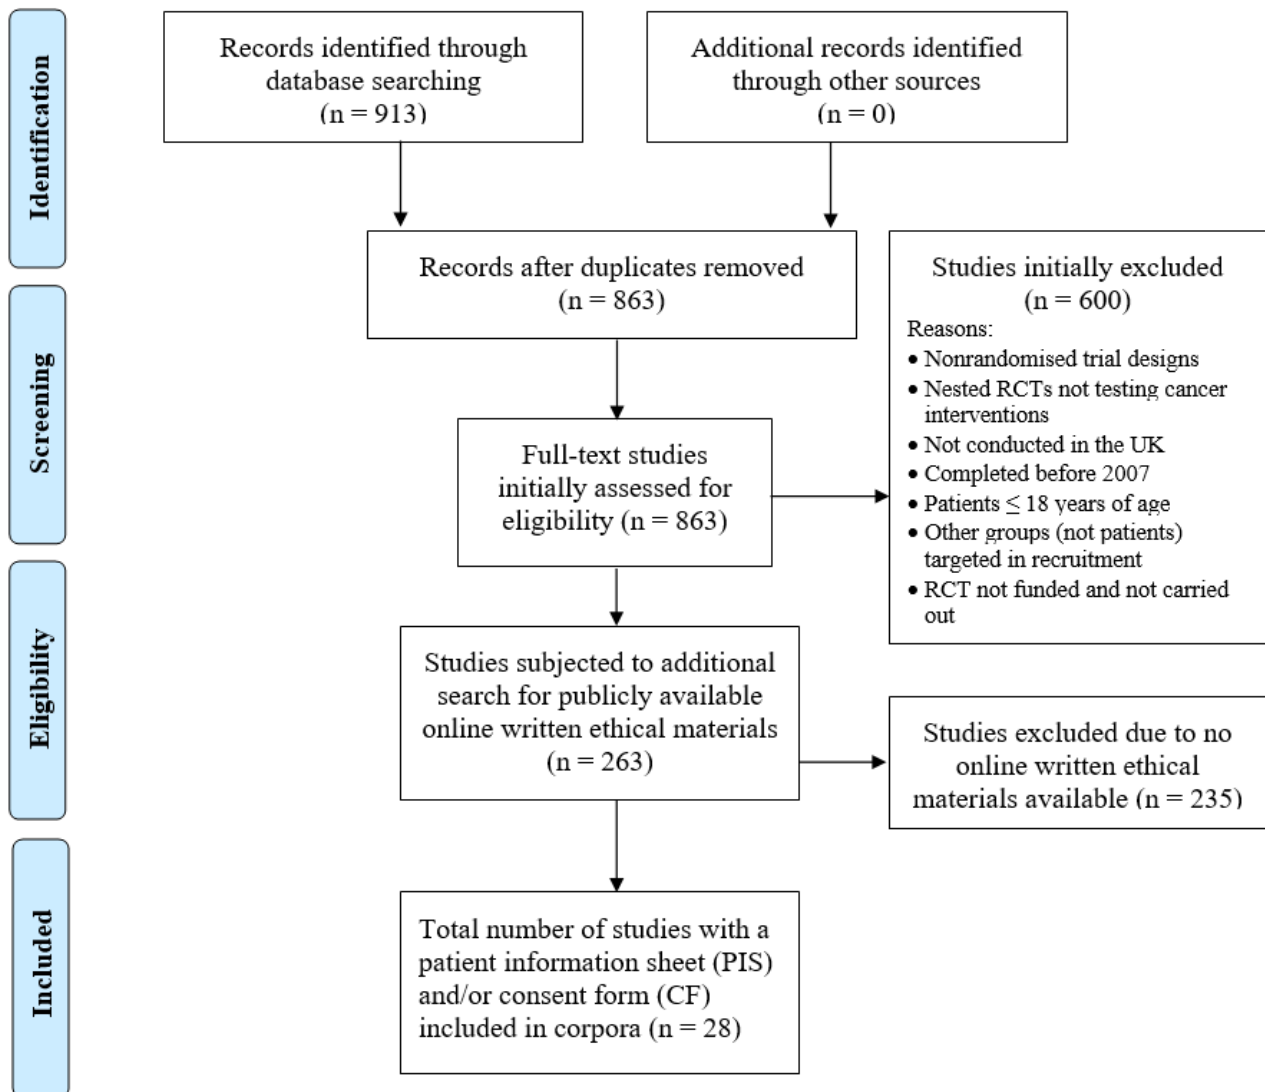 Identification
Records identified through
database searching
(n = 913)
Additional records identified
through other sources
(n = 0)
Records after duplicates removed
(n = 863)
Screening
Full-text studies
initially assessed for
eligibility (n = 863)
Studies initially excluded
(n = 600)
Reasons:
• Nonrandomised trial designs
• Nested RCTs not testing cancer
interventions
• Not conducted in the UK
• Completed before 2007
• Patients ≤ 18 years of age
• Other groups (not patients)
targeted in recruitment
• RCT not funded and not carried
out
Eligibility
Studies subjected to additional
search for publicly available
online written ethical materials
(n = 263)
Studies excluded due to no
online written ethical
materials available (n = 235)
Included
Total number of studies with a
patient information sheet (PIS)
and/or consent form (CF)
included in corpora (n = 28)